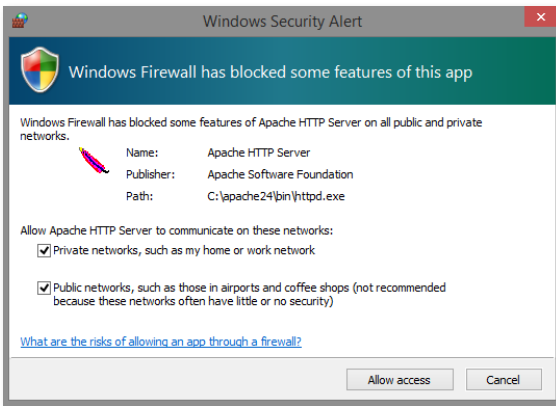 Windows Security Alert
Windows Firewall has blocked some features of this app
Windows Firewall has blocked some features of Apache HTTP Server on all public and private
networks.
Name: Apache HTTP Server
Publisher: Apache Software Foundation
Path: C:\apache24\bin\httpd.exe
Allow Apache HTTP Server to communicate on these networks:
Private networks, such as my home or work network
Public networks, such as those in airports and coffee shops (not recommended
because these networks often have little or no security)
What are the risks of allowing an app through a firewall?
Allow access Cancel